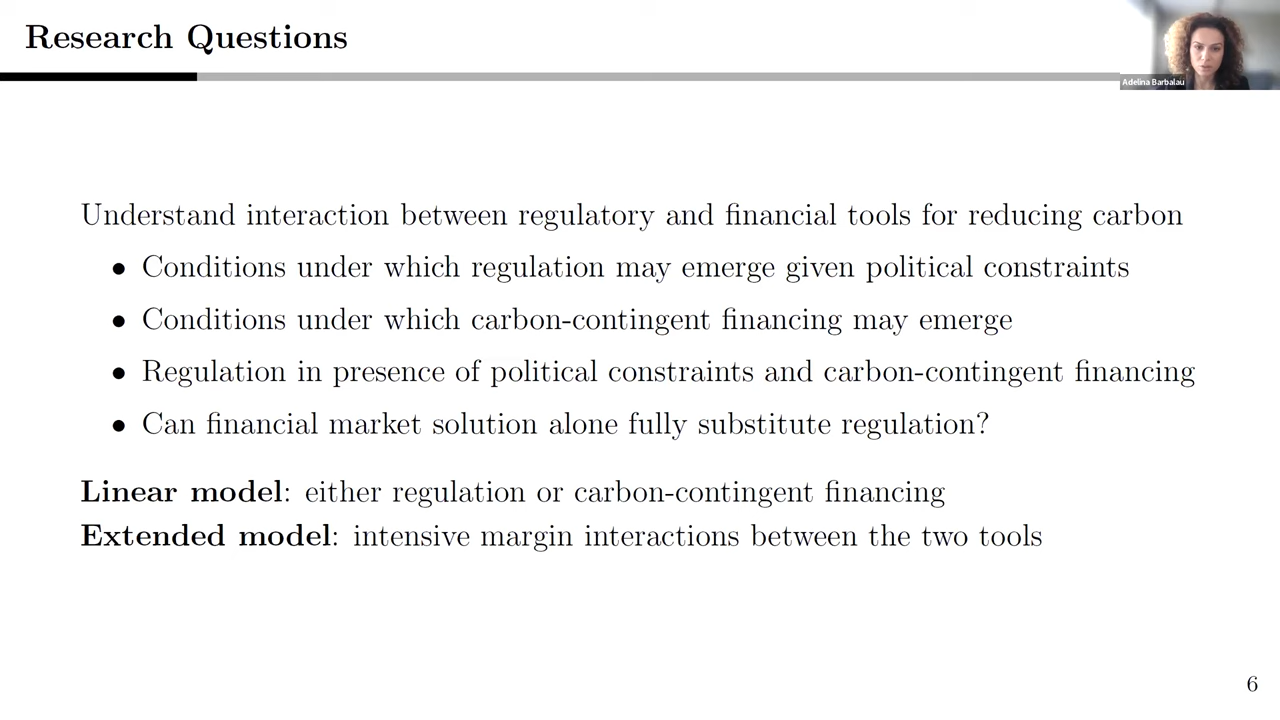 Research Questions
Adelina Barbalau
Understand interaction between regulatory and financial tools for reducing carbon
• Conditions under which regulation may emerge given political constraints
• Conditions under which carbon-contingent financing may emerge
• Regulation in presence of political constraints and carbon-contingent financing
• Can financial market solution alone fully substitute regulation?
Linear model: either regulation or carbon-contingent financing
Extended model: intensive margin interactions between the two tools
6